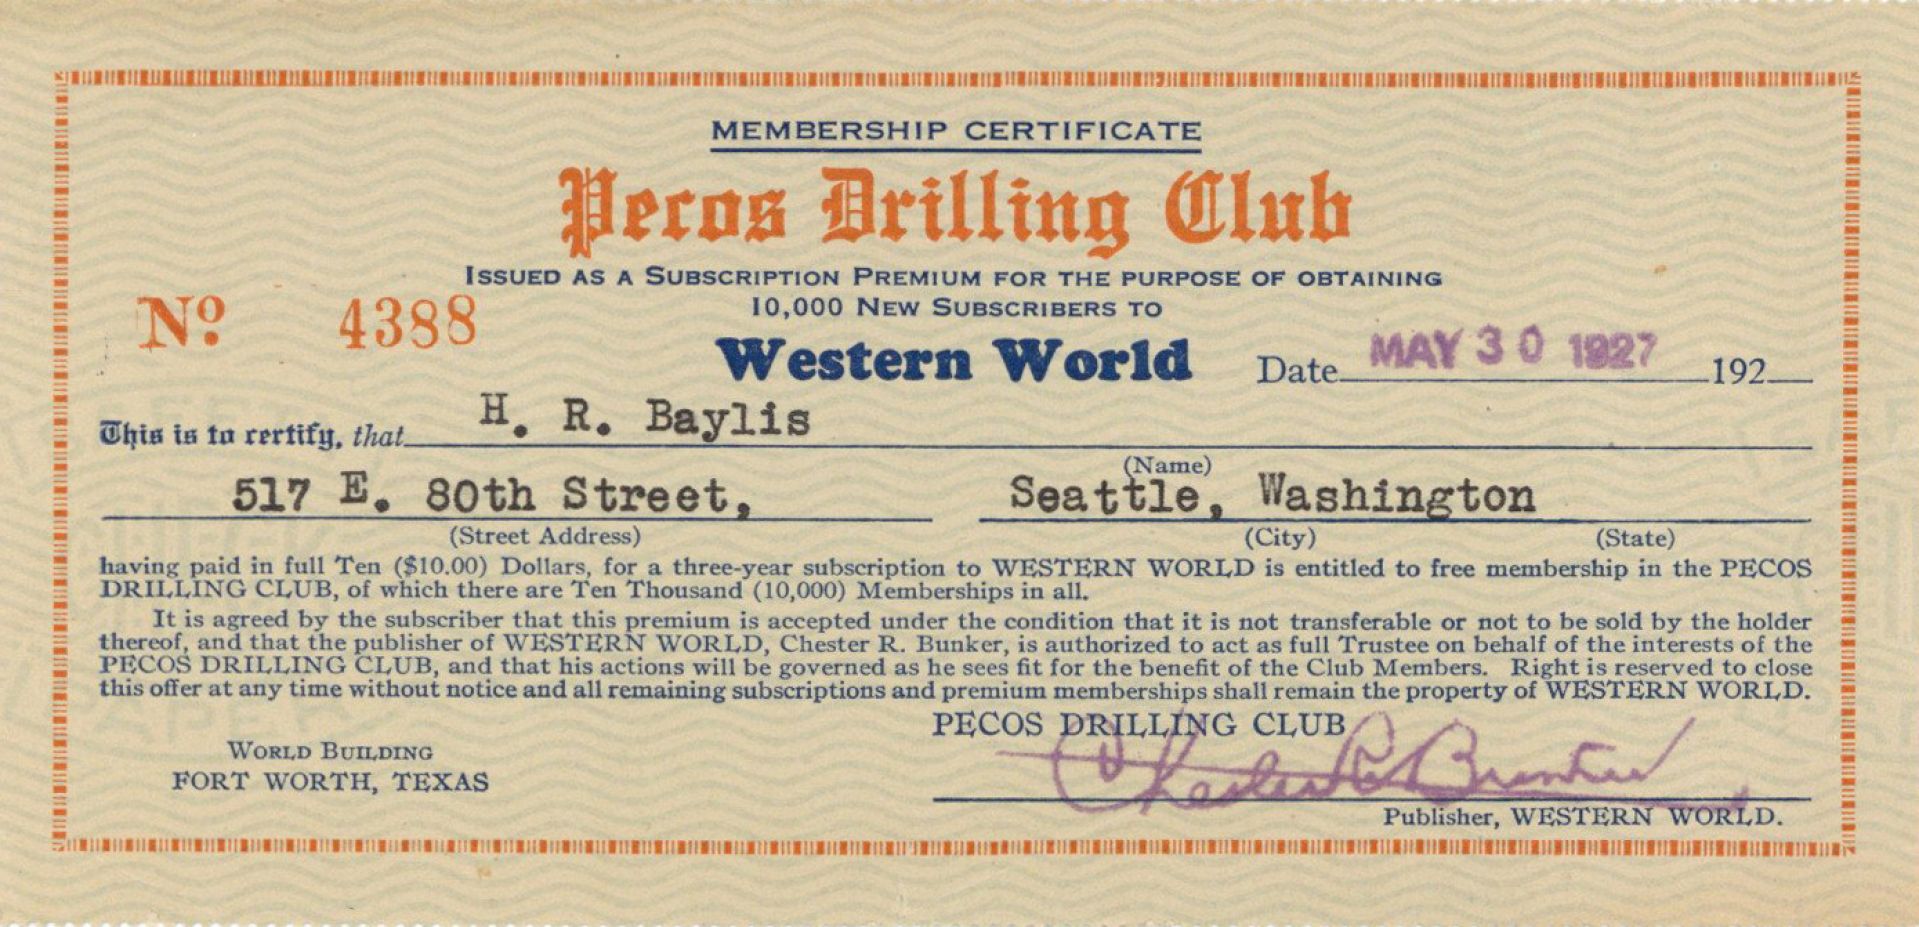 MEMBERSHIP CERTIFICATE
Pecos Drilling Club
ISSUED AS A SUBSCRIPTION PREMIUM FOR THE PURPOSE OF OBTAINING
10,000 NEW SUBSCRIBERS TO
Nº 4388
Western World
Date MAY 30 1927 192
This is to certify, that H. R. Baylis
(Name)
517 E. 80th Street, Seattle, Washington
(Street Address) (City) (State)
having paid in full Ten ($10.00) Dollars, for a three-year subscription to WESTERN WORLD is entitled to free membership in the PECOS
DRILLING CLUB, of which there are Ten Thousand (10,000) Memberships in all.
It is agreed by the subscriber that this premium is accepted under the condition that it is not transferable or not to be sold by the holder
thereof, and that the publisher of WESTERN WORLD, Chester R. Bunker, is authorized to act as full Trustee on behalf of the interests of the
PECOS DRILLING CLUB, and that his actions will be governed as he sees fit for the benefit of the Club Members. Right is reserved to close
this offer at any time without notice and all remaining subscriptions and premium memberships shall remain the property of WESTERN WORLD.
PECOS DRILLING CLUB
WORLD BUILDING
FORT WORTH, TEXAS
Chester R Bunker
Publisher, WESTERN WORLD.